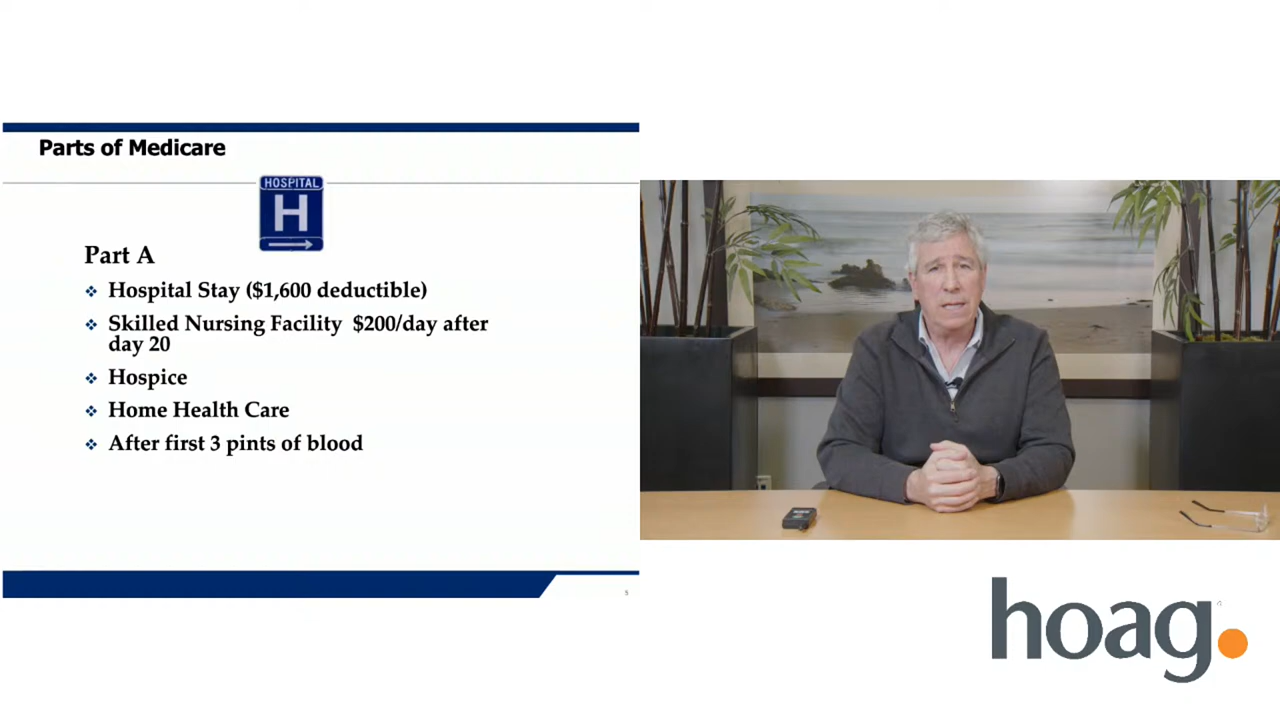 Parts of Medicare
HOSPITAL
H
Part A
Hospital Stay ($1,600 deductible)
Skilled Nursing Facility $200/day after
day 20
Hospice
Home Health Care
After first 3 pints of blood
5
hoag.